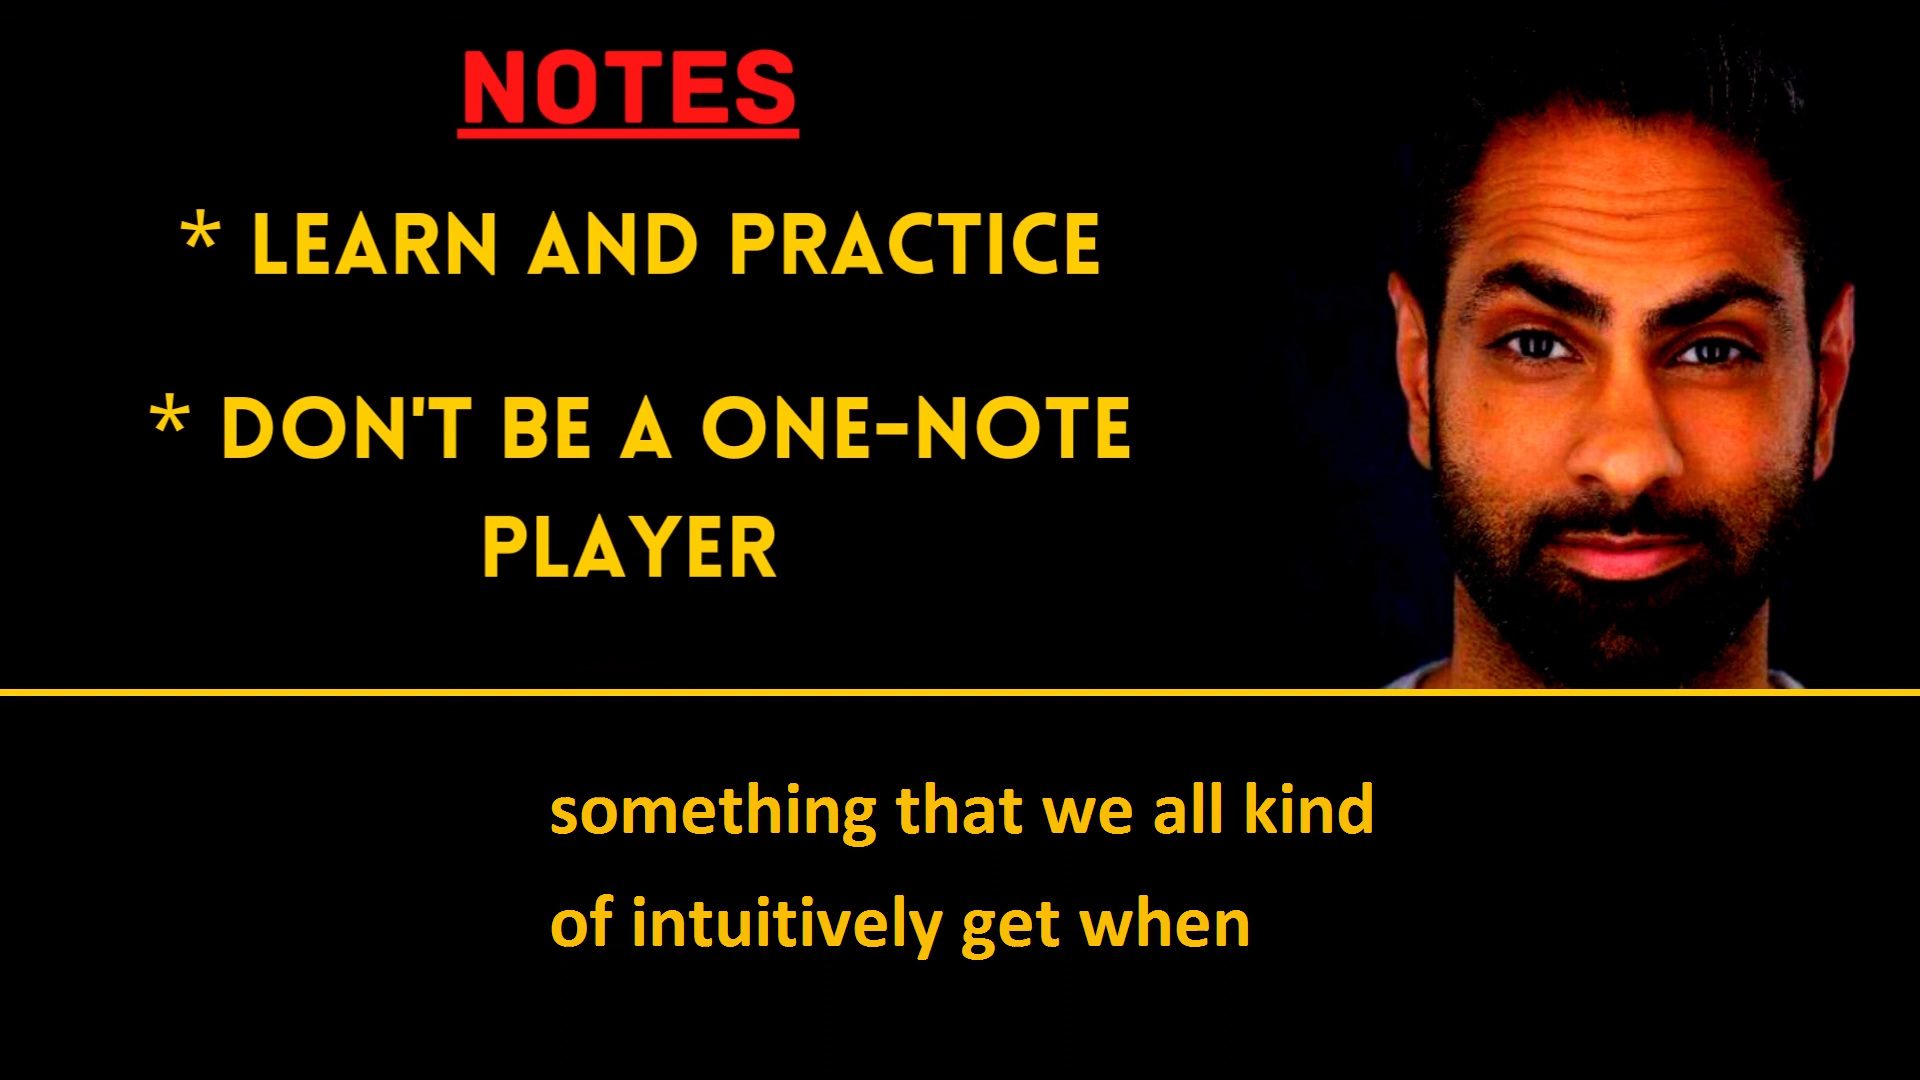 NOTES
* LEARN AND PRACTICE
* DON'T BE A ONE-NOTE
PLAYER
something that we all kind
of intuitively get when